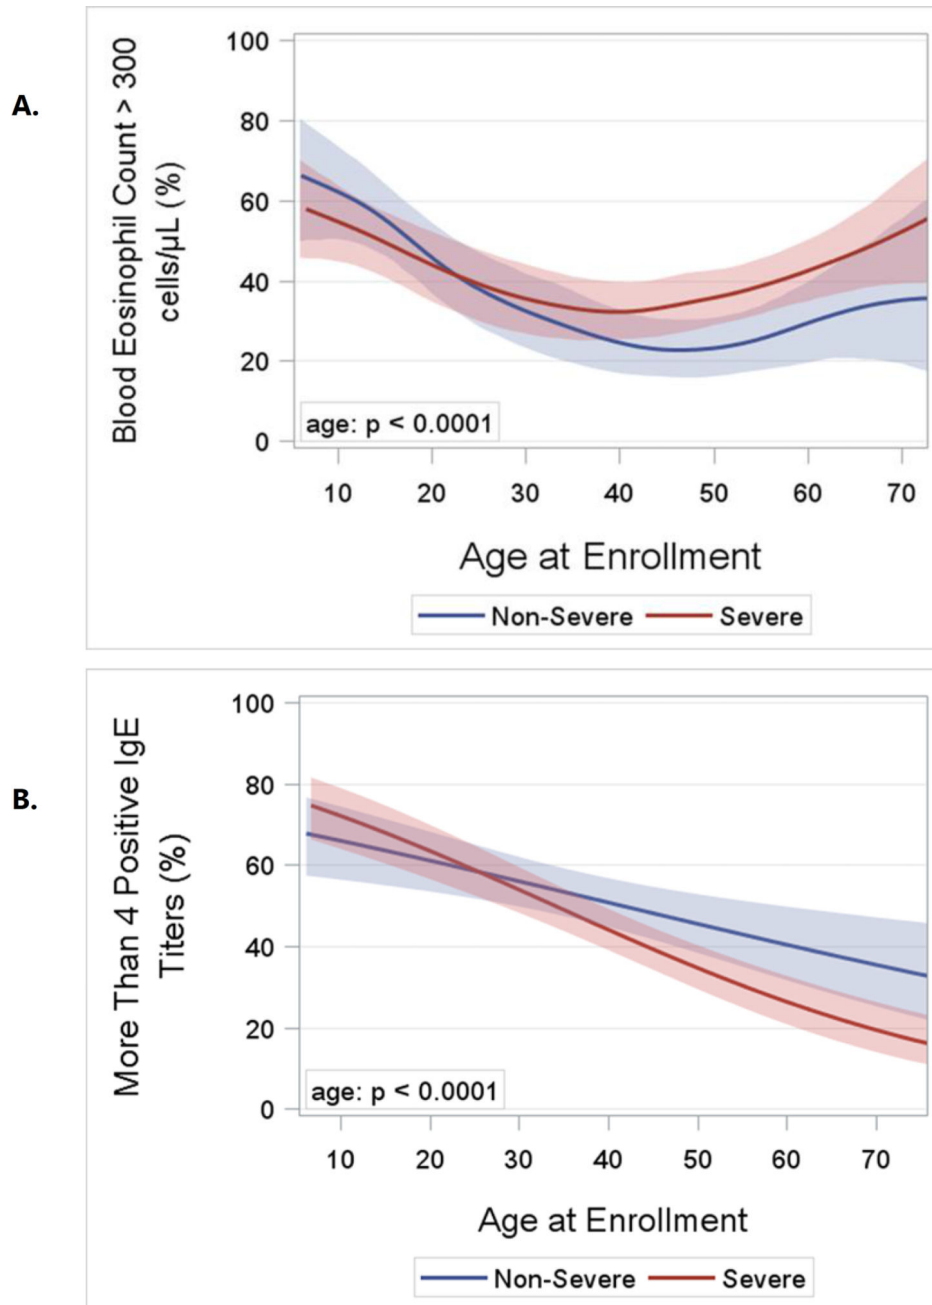 A.
Blood Eosinophil Count > 300
cells/µL (%)
100
80
60
40
20
0
age: p < 0.0001
10 20 30 40 50 60 70
Age at Enrollment
Non-Severe Severe
B.
More Than 4 Positive IgE
Titers (%)
100
80
60
40
20
0
age: p < 0.0001
10 20 30 40 50 60 70
Age at Enrollment
Non-Severe Severe